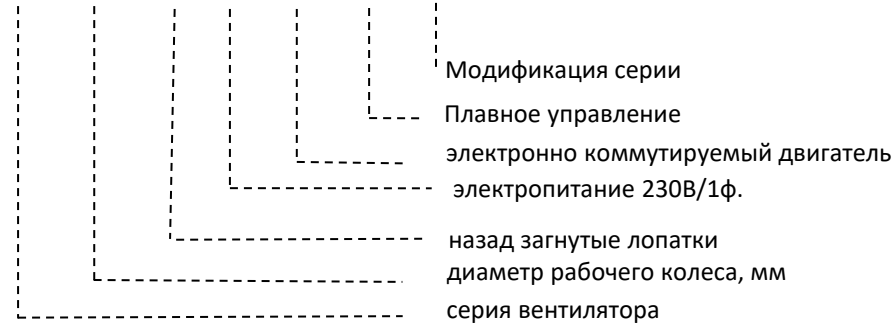 Модификация серии
Плавное управление
электронно коммутируемый двигатель
электропитание 230В/1ф.
назад загнутые лопатки
диаметр рабочего колеса, мм
серия вентилятора